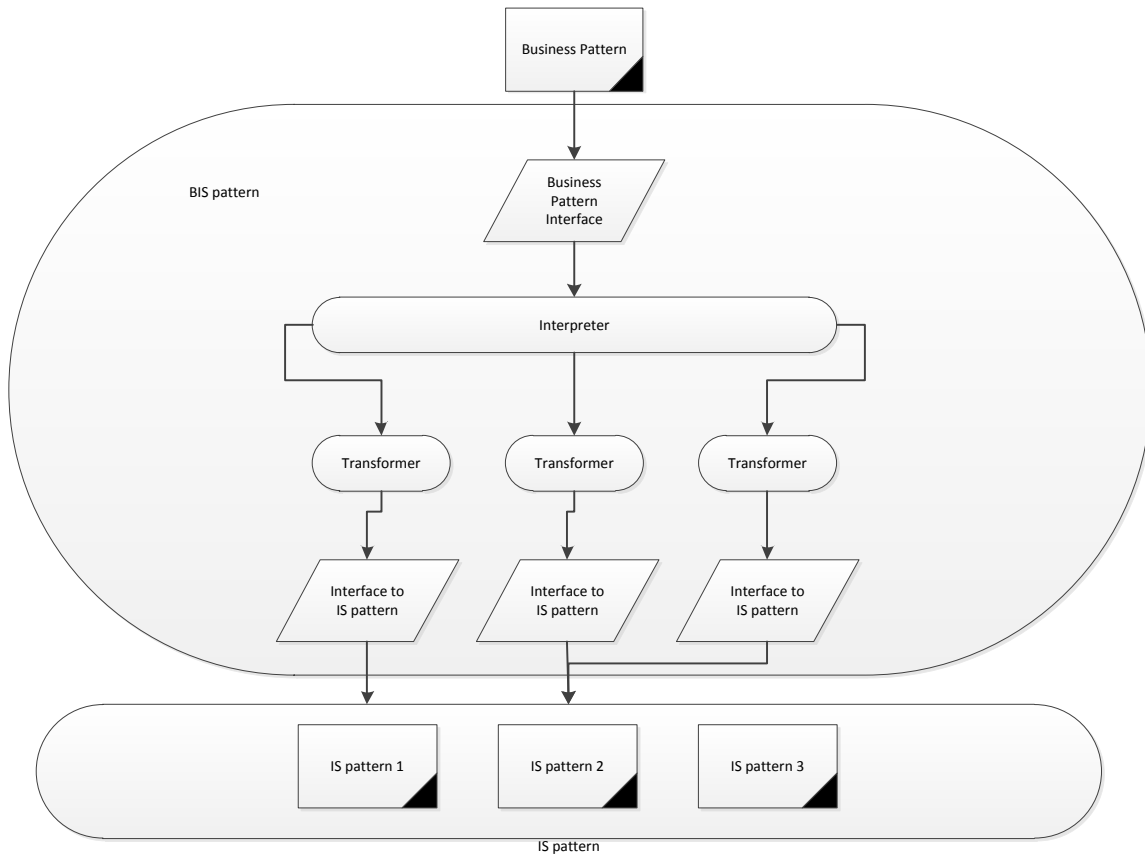 Business Pattern
BIS pattern
Business
Pattern
Interface
Interpreter
Transformer
Transformer
Transformer
Interface to
IS pattern
Interface to
IS pattern
Interface to
IS pattern
IS pattern 1
IS pattern 2
IS pattern 3
IS pattern